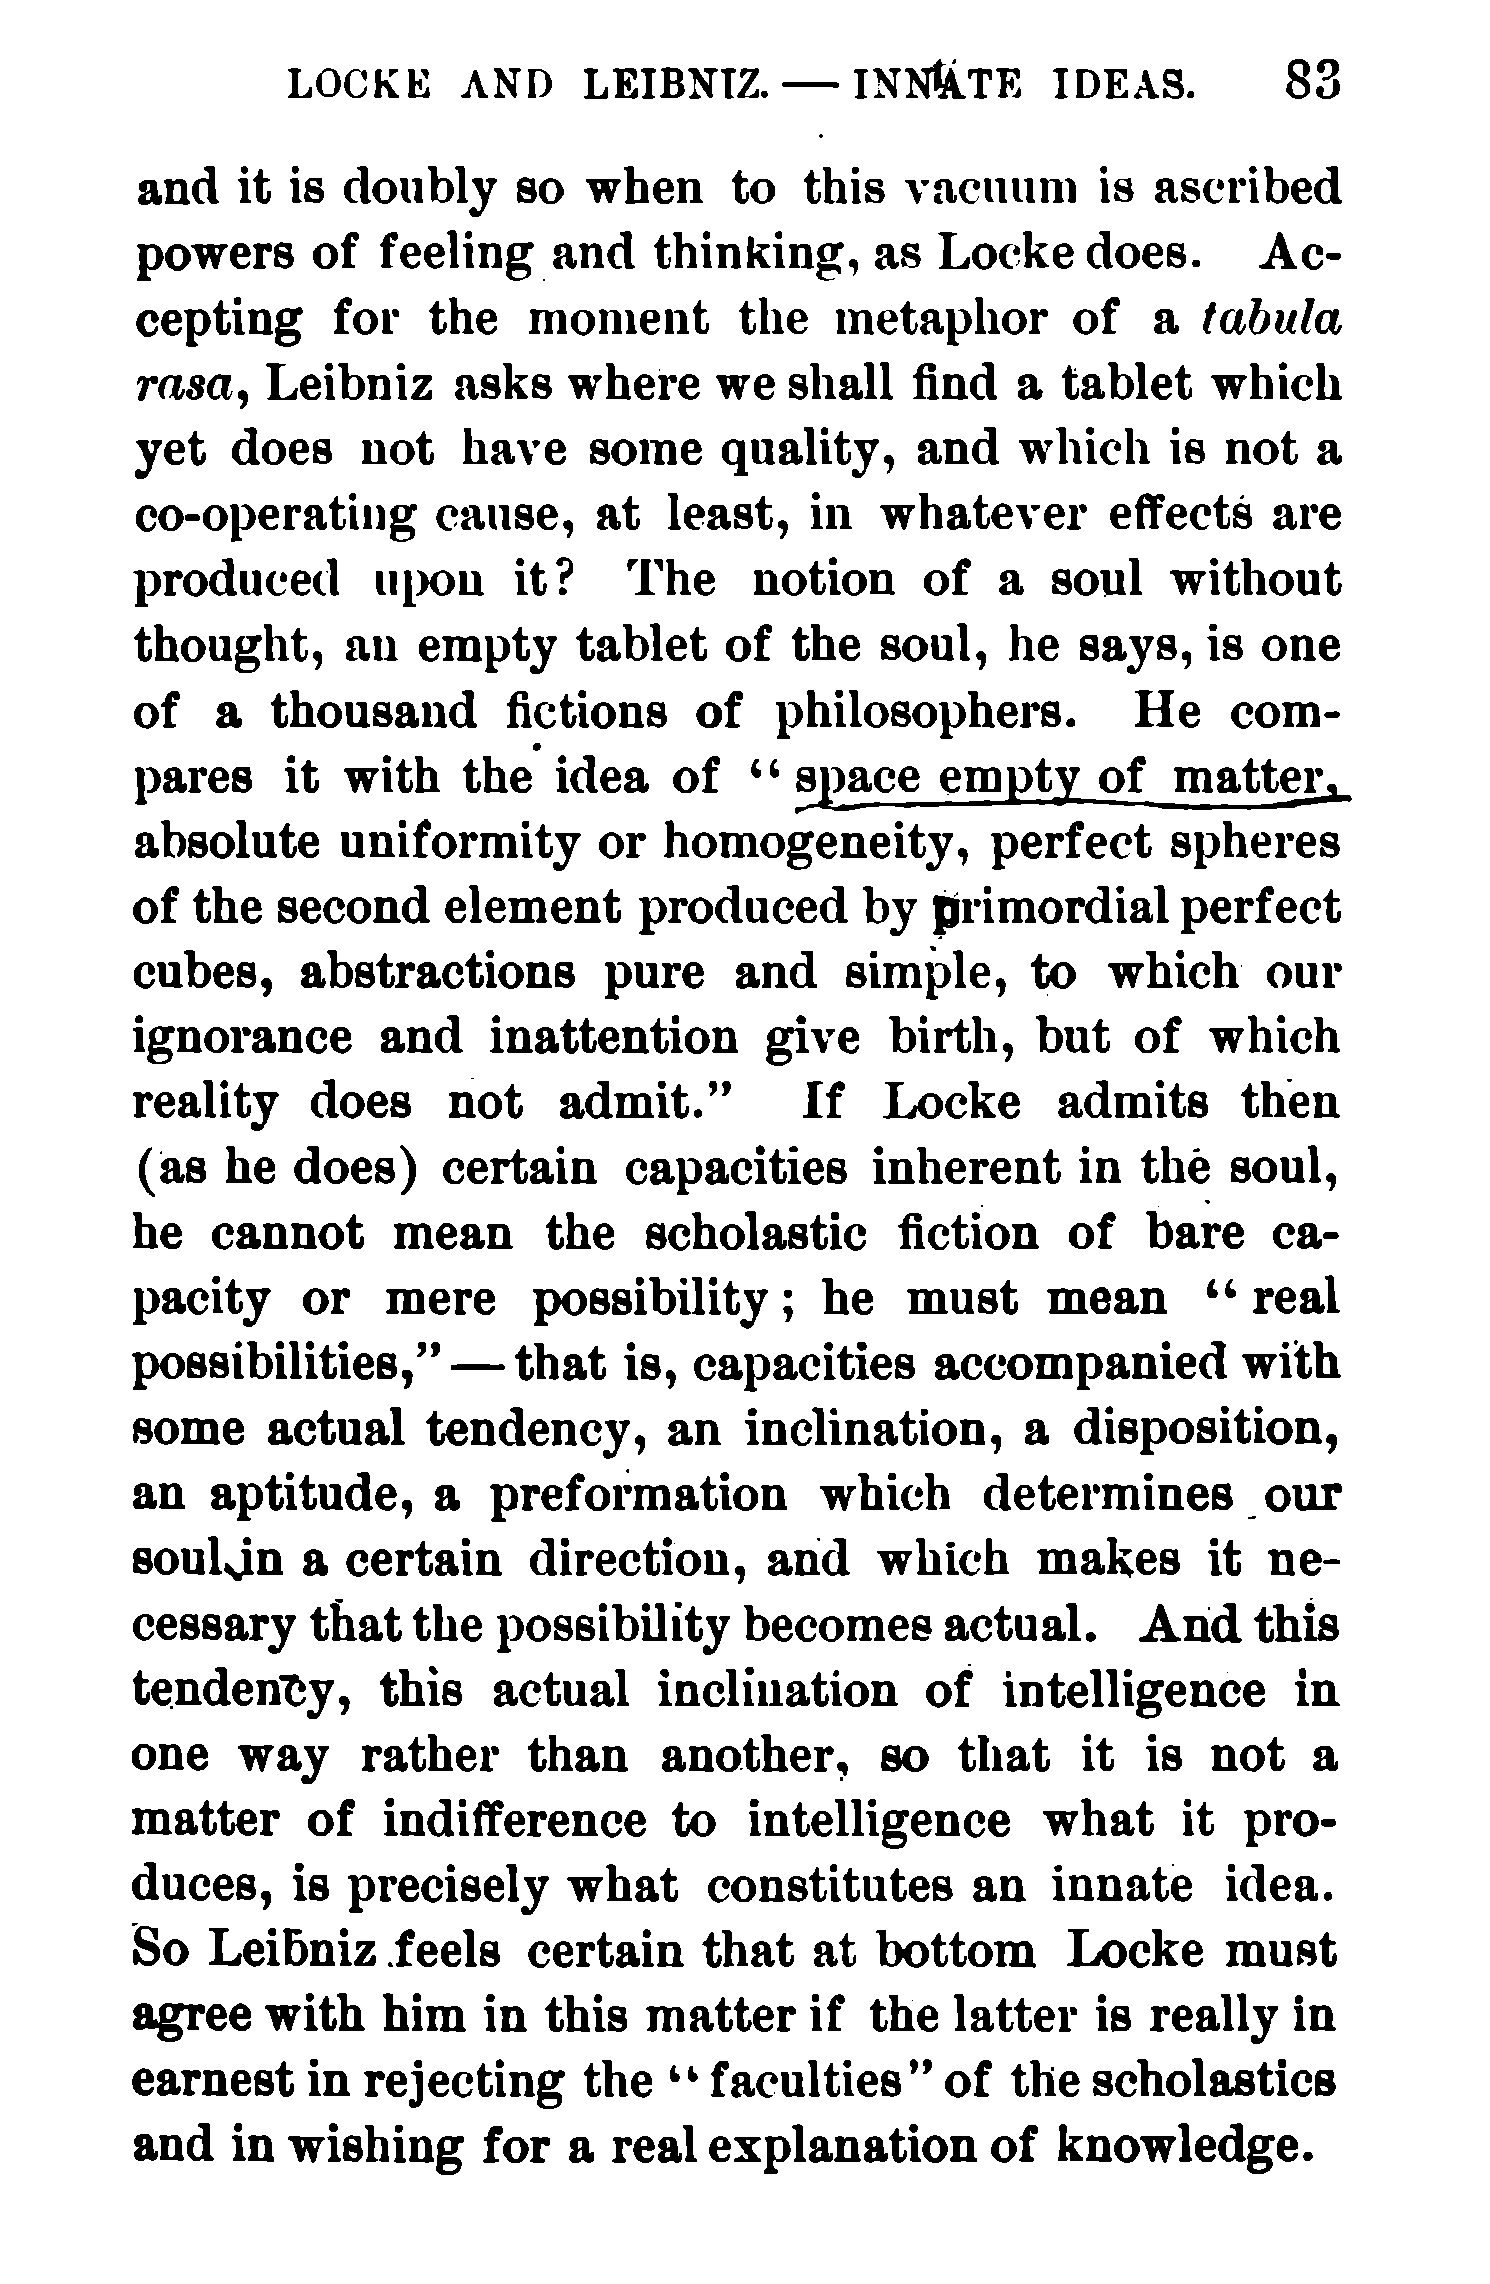 LOCKE AND LEIBNIZ. — INNATE IDEAS. 83
and it is doubly so when to this vacuum is ascribed
powers of feeling and thinking, as Locke does. Ac-
cepting for the moment the metaphor of a tabula
rasa, Leibniz asks where we shall find a tablet which
yet does not have some quality, and which is not a
co-operating cause, at least, in whatever effects are
produced upon it? The notion of a soul without
thought, an empty tablet of the soul, he says, is one
of a thousand fictions of philosophers. He com-
pares it with the idea of “space empty of matter,
absolute uniformity or homogeneity, perfect spheres
of the second element produced by primordial perfect
cubes, abstractions pure and simple, to which our
ignorance and inattention give birth, but of which
reality does not admit.” If Locke admits then
(as he does) certain capacities inherent in the soul,
he cannot mean the scholastic fiction of bare ca-
pacity or mere possibility; he must mean “real
possibilities,” — that is, capacities accompanied with
some actual tendency, an inclination, a disposition,
an aptitude, a preformation which determines our
soul in a certain direction, and which makes it ne-
cessary that the possibility becomes actual. And this
tendency, this actual inclination of intelligence in
one way rather than another, so that it is not a
matter of indifference to intelligence what it pro-
duces, is precisely what constitutes an innate idea.
So Leibniz feels certain that at bottom Locke must
agree with him in this matter if the latter is really in
earnest in rejecting the “faculties” of the scholastics
and in wishing for a real explanation of knowledge.